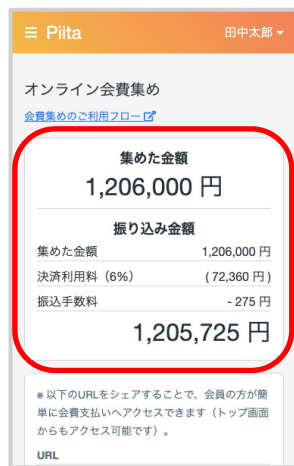 ≡ Piita 田中太郎
オンライン会費集め
会費集めのご利用フロー
集めた金額
1,206,000 円
振り込み金額
集めた金額 1,206,000 円
決済利用料（6%） ( 72,360 円 )
振込手数料 - 275 円
1,205,725 円
※以下のURLをシェアすることで、会員の方が簡
単に会費支払いへアクセスできます（トップ画面
からもアクセス可能です）。
URL